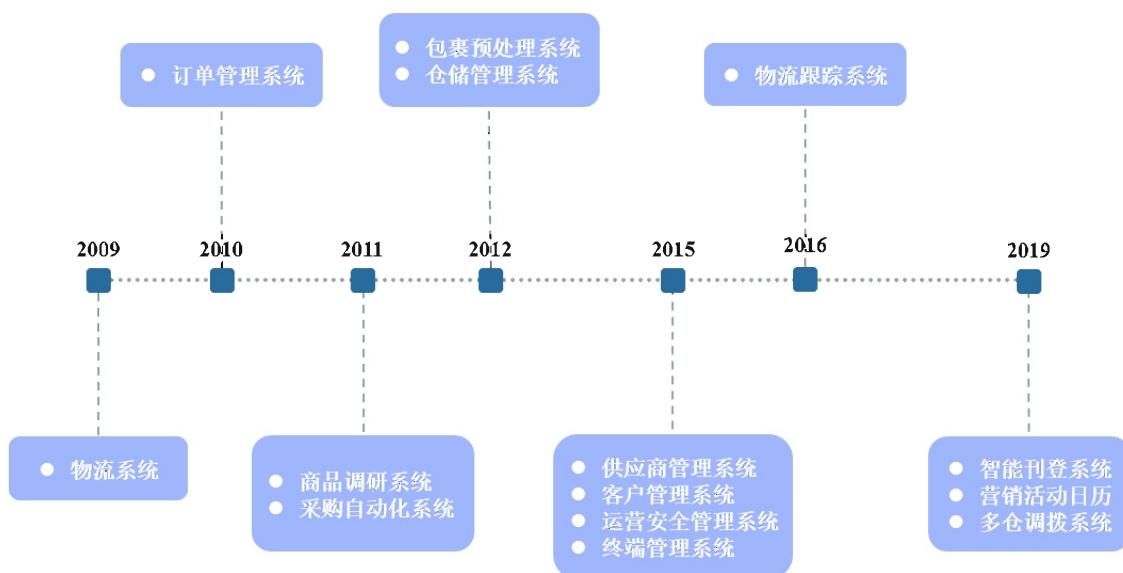 订单管理系统
包裹预处理系统
仓储管理系统
物流跟踪系统
2009
2010
2011
2012
2015
2016
2019
物流系统
商品调研系统
采购自动化系统
供应商管理系统
客户管理系统
运营安全管理系统
终端管理系统
智能刊登系统
营销活动日历
多仓调拨系统